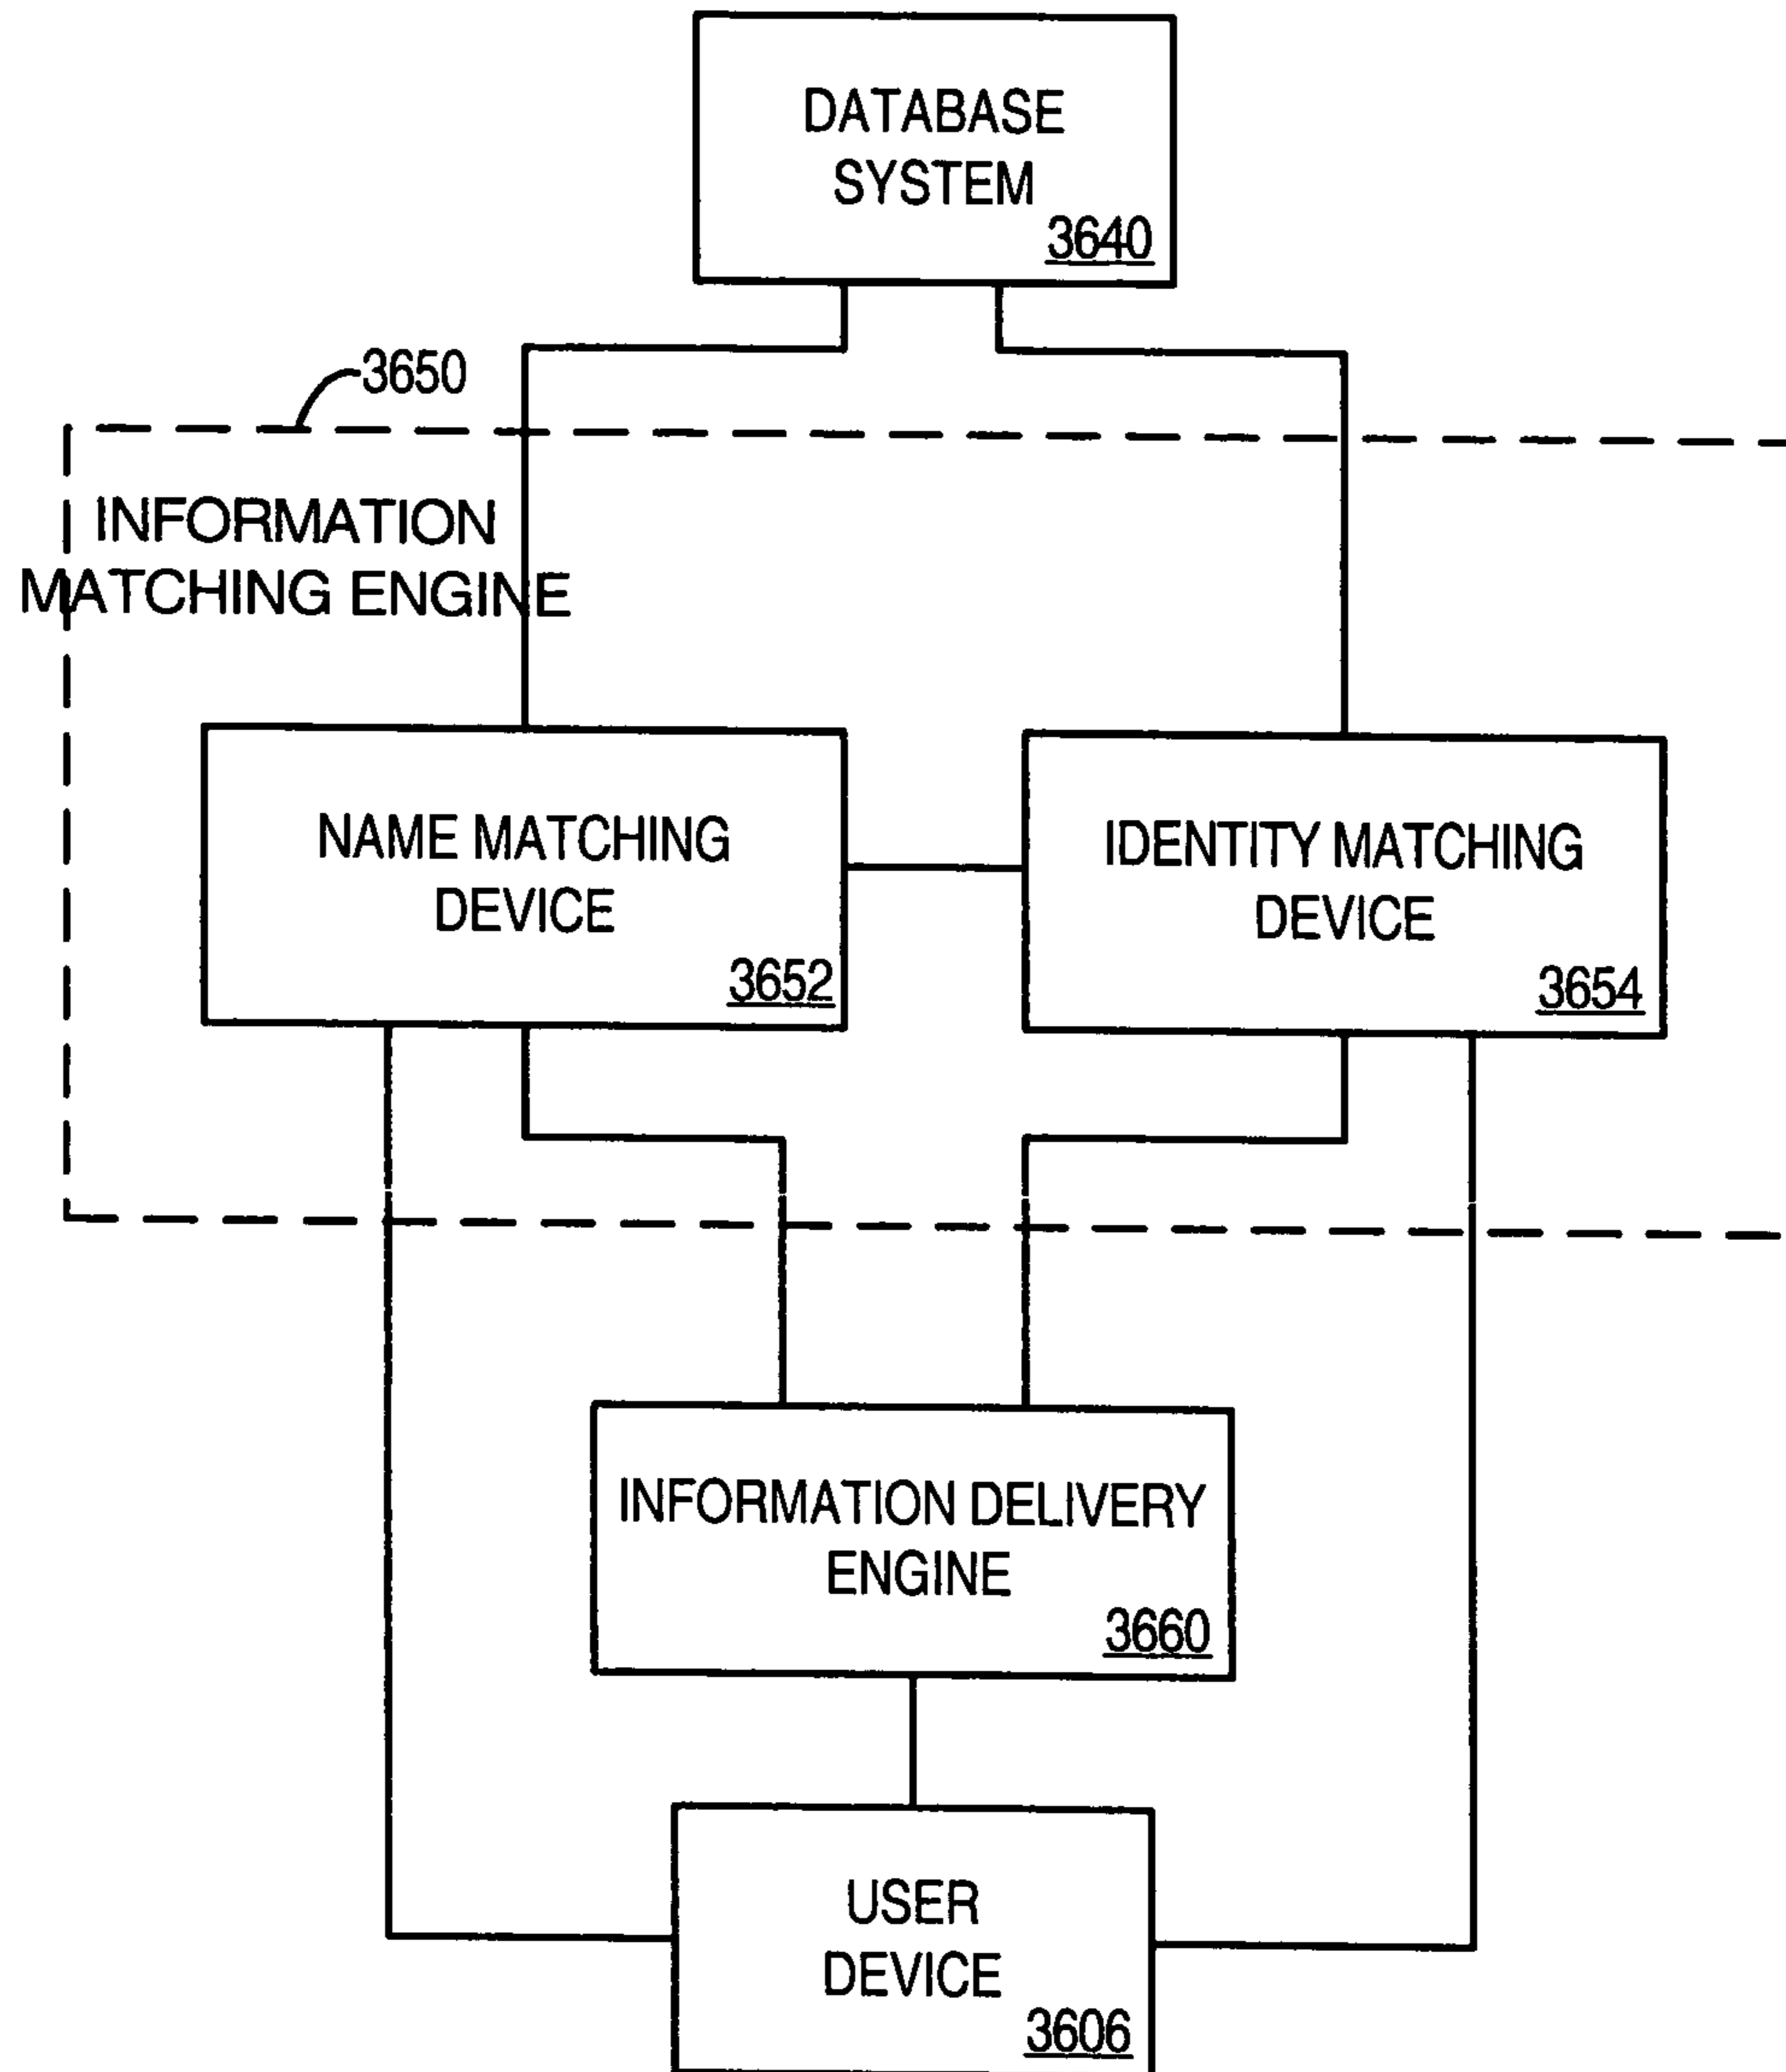 DATABASE
SYSTEM
3640
3650
INFORMATION
MATCHING ENGINE
NAME MATCHING
DEVICE
3652
IDENTITY MATCHING
DEVICE
3654
INFORMATION DELIVERY
ENGINE
3660
USER
DEVICE
3606